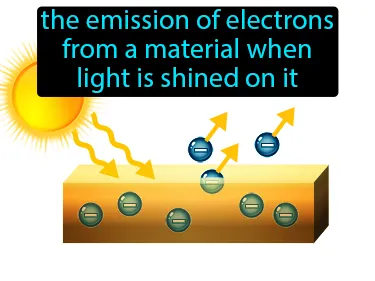 the emission of electrons
from a material when
light is shined on it